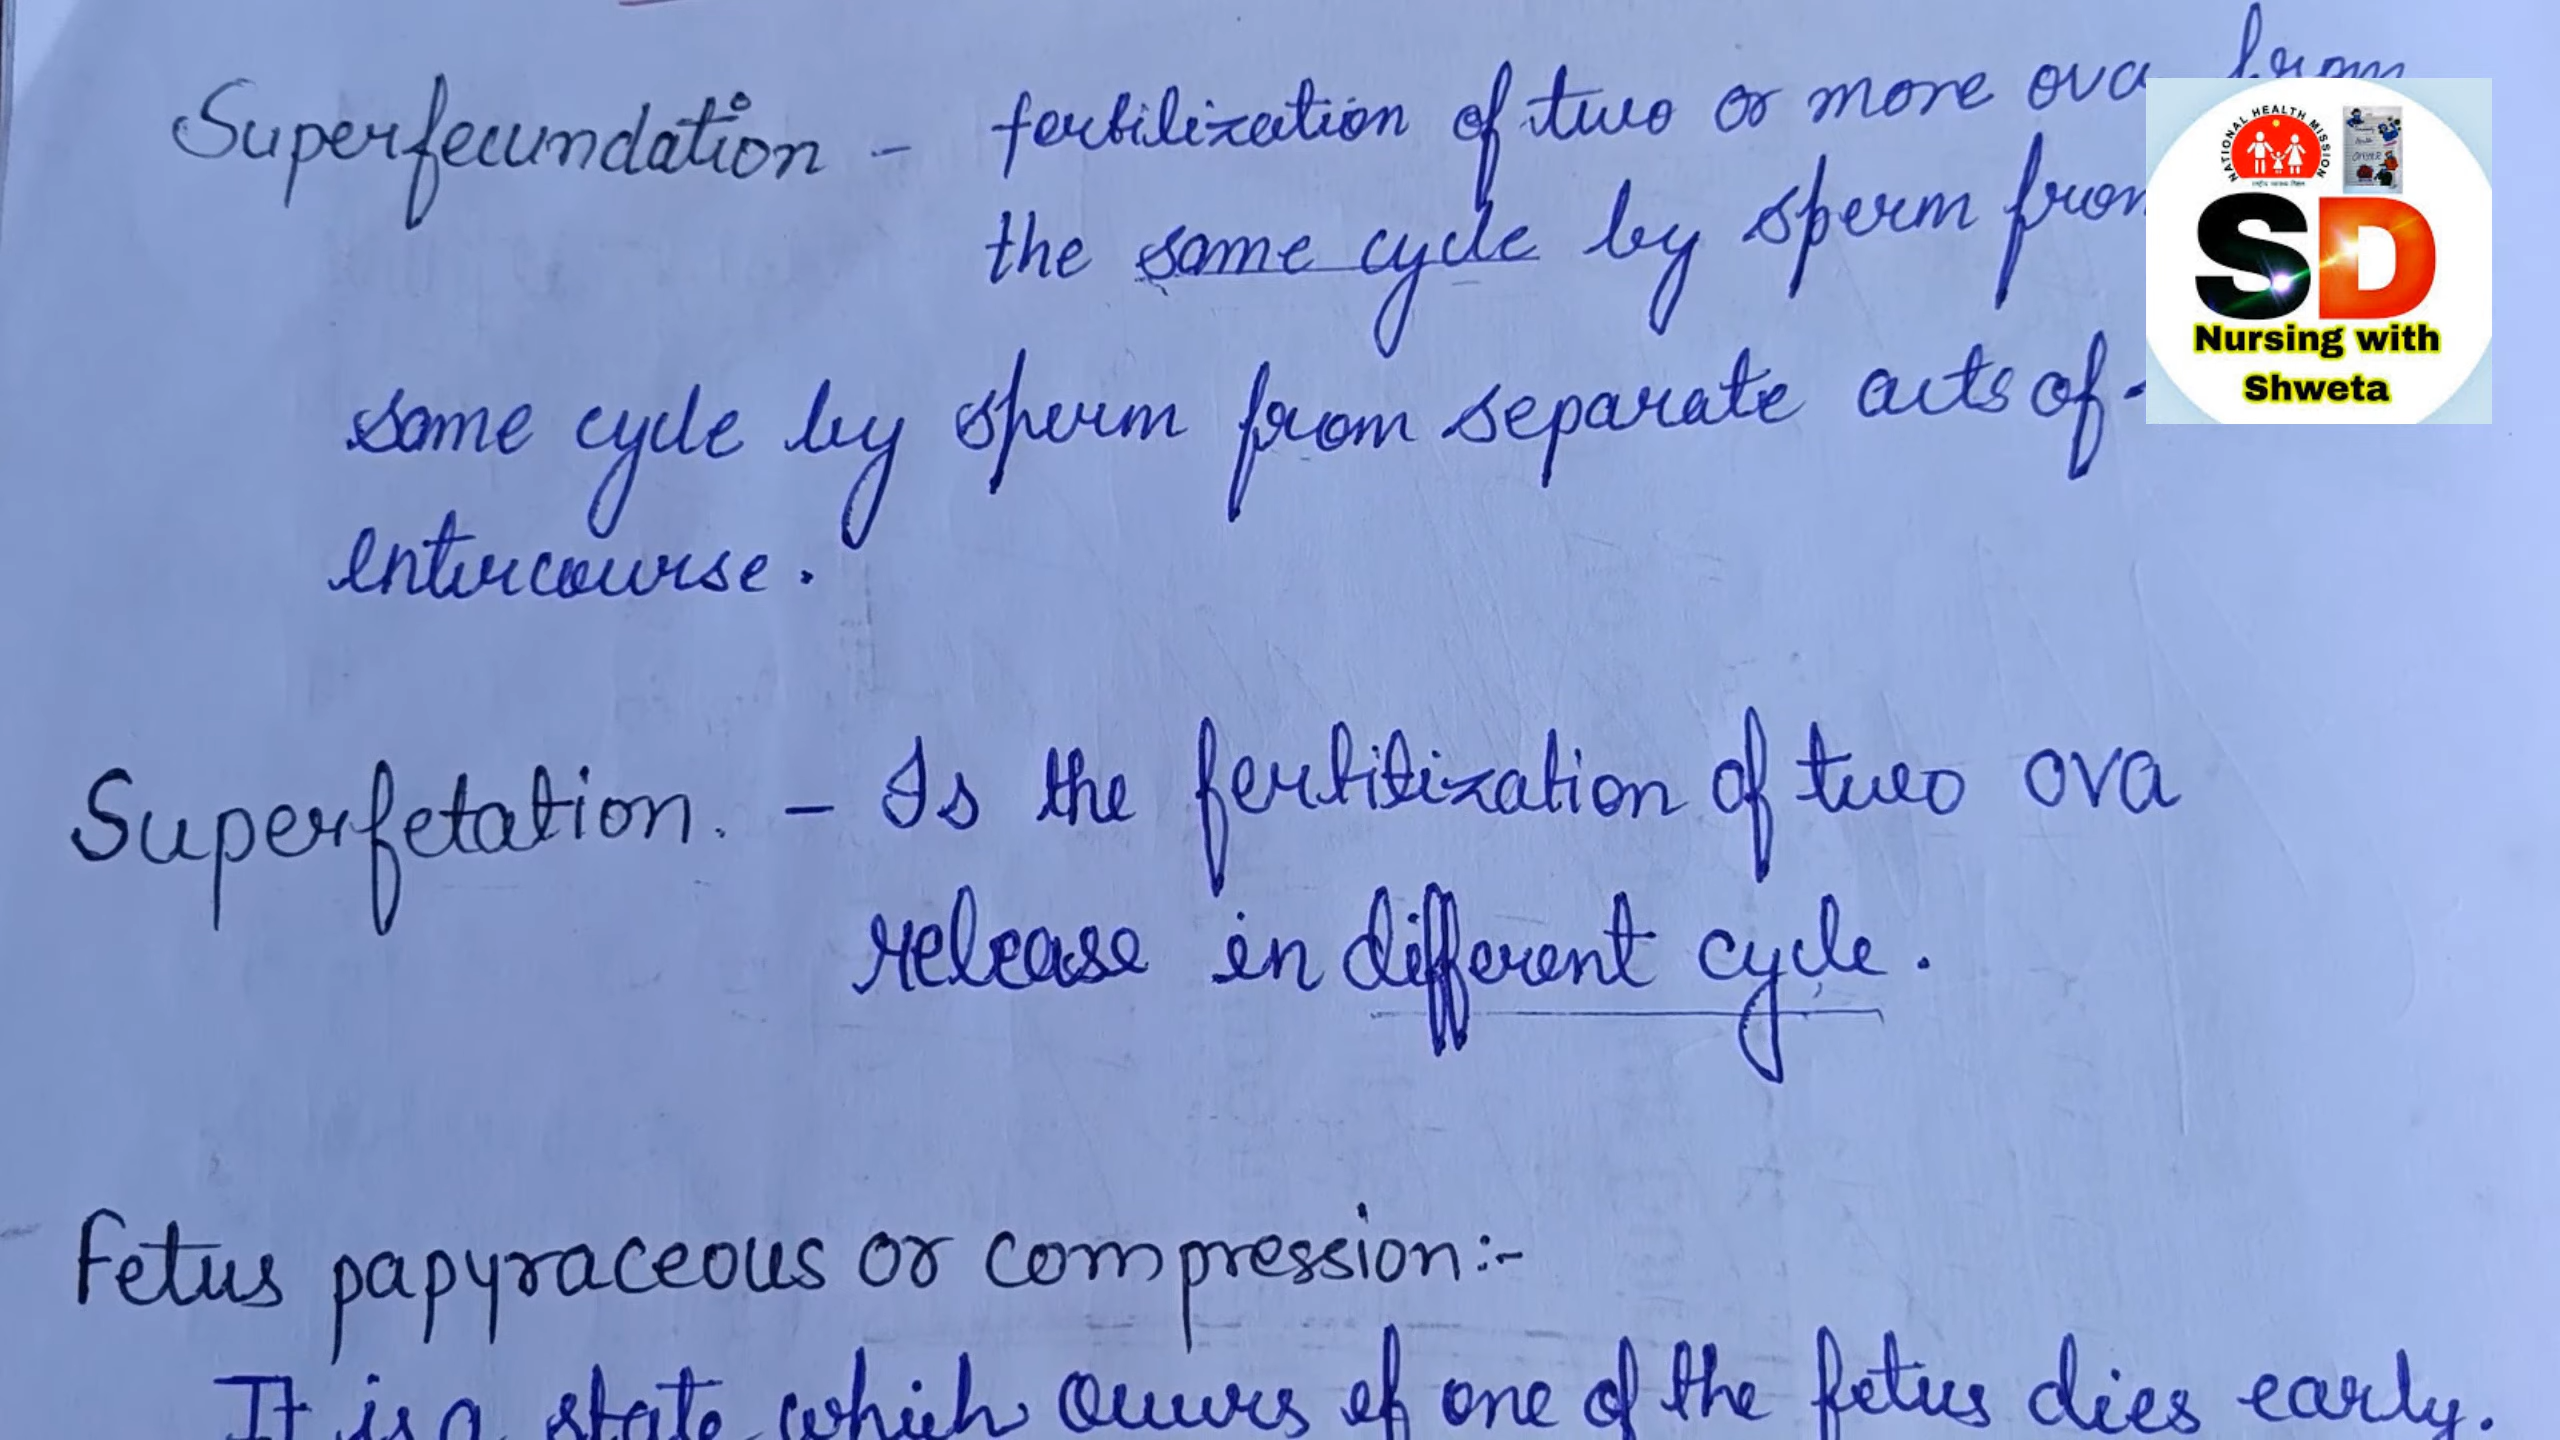 Superfecundation - fertilization of two or more ova from
the same cycle by sperm from
same cycle by sperm from separate acts of -
entercourse.
Superfetation. - Is the fertilization of two ova
release in different cycle.
Fetus papyraceous or compression:-
It is a state which occurs if one of the fetus dies early.
NATIONAL HEALTH MISSION
SD
Nursing with
Shweta